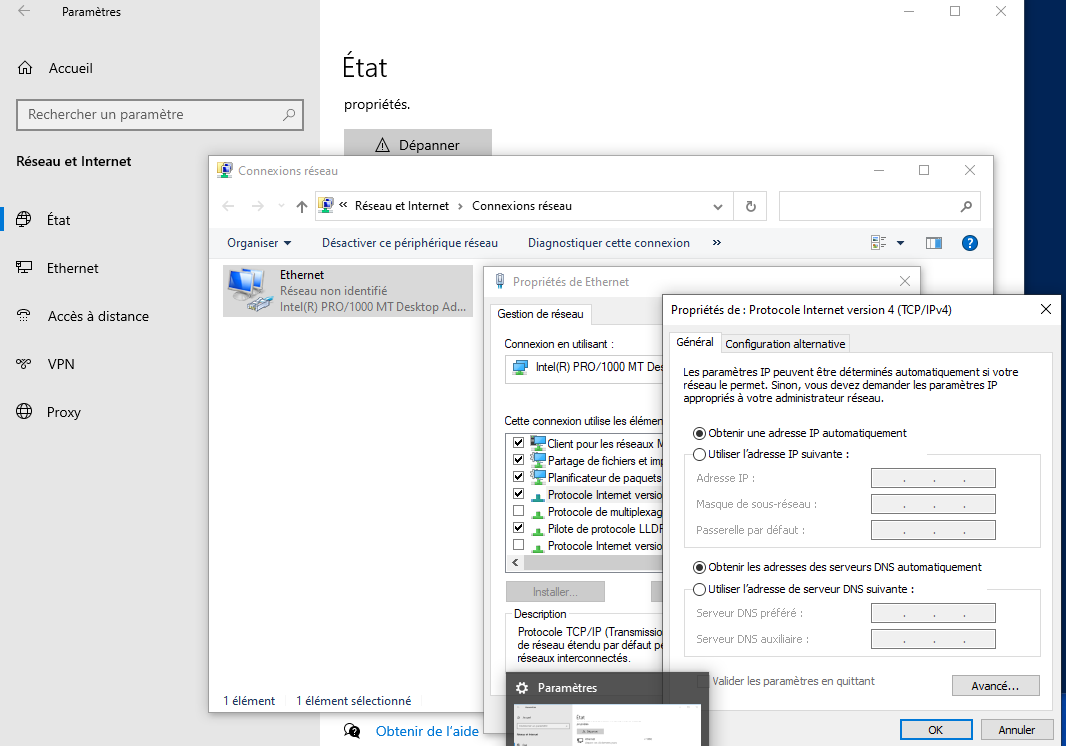 Paramètres
Accueil
Rechercher un paramètre
Réseau et Internet
État
Ethernet
Accès à distance
VPN
Proxy
État
propriétés.
Dépanner
Connexions réseau
« Réseau et Internet > Connexions réseau
Organiser
Désactiver ce périphérique réseau
Diagnostiquer cette connexion
»
Ethernet
Réseau non identifié
Intel(R) PRO/1000 MT Desktop Ad...
1 élément
1 élément sélectionné
Obtenir de l'aide
Propriétés de Ethernet
Gestion de réseau
Connexion en utilisant :
Intel(R) PRO/1000 MT
Cette connexion utilise les
Client pour les réseaux
Partage de fichiers et
Planificateur de paquets
Protocole Internet
Protocole de
Pilote de protocole
Protocole Internet
Installer...
Description
Protocole TCP/IP
de réseau étendu par défaut
réseaux interconnectés.
Propriétés de : Protocole Internet version 4 (TCP/IPv4)
Général
Configuration alternative
Les paramètres IP peuvent être déterminés automatiquement si votre
réseau le permet. Sinon, vous devez demander les paramètres IP
appropriés à votre administrateur réseau.
Obtenir une adresse IP automatiquement
Utiliser l'adresse IP suivante :
Adresse IP :
Masque de sous-réseau :
Passerelle par défaut :
Obtenir les adresses des serveurs DNS automatiquement
Utiliser l'adresse de serveur DNS suivante :
Serveur DNS préféré :
Serveur DNS auxiliaire :
Valider les paramètres en quittant
Avancé...
OK
Annuler
Paramètres